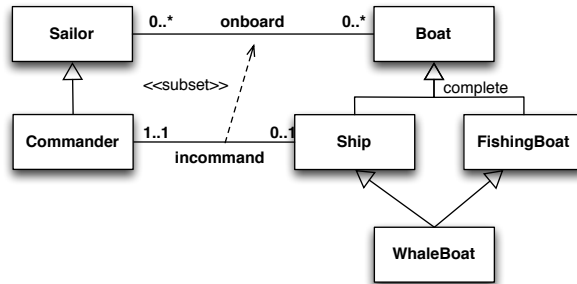 Sailor 0..* onboard 0..* Boat
<<subset>> complete
Commander 1..1 incommand 0..1 Ship FishingBoat
WhaleBoat